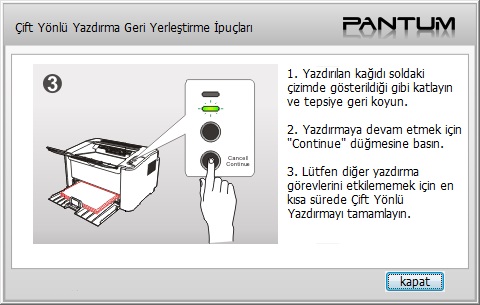 Çift Yönlü Yazdırma Geri Yerleştirme İpuçları
PANTUM
3
Cancell
Continue
1. Yazdırılan kağıdı soldaki
çizimde gösterildiği gibi katlayın
ve tepsiye geri koyun.
2. Yazdırmaya devam etmek için
"Continue" düğmesine basın.
3. Lütfen diğer yazdırma
görevlerini etkilememek için en
kısa sürede Çift Yönlü
Yazdırmayı tamamlayın.
kapat